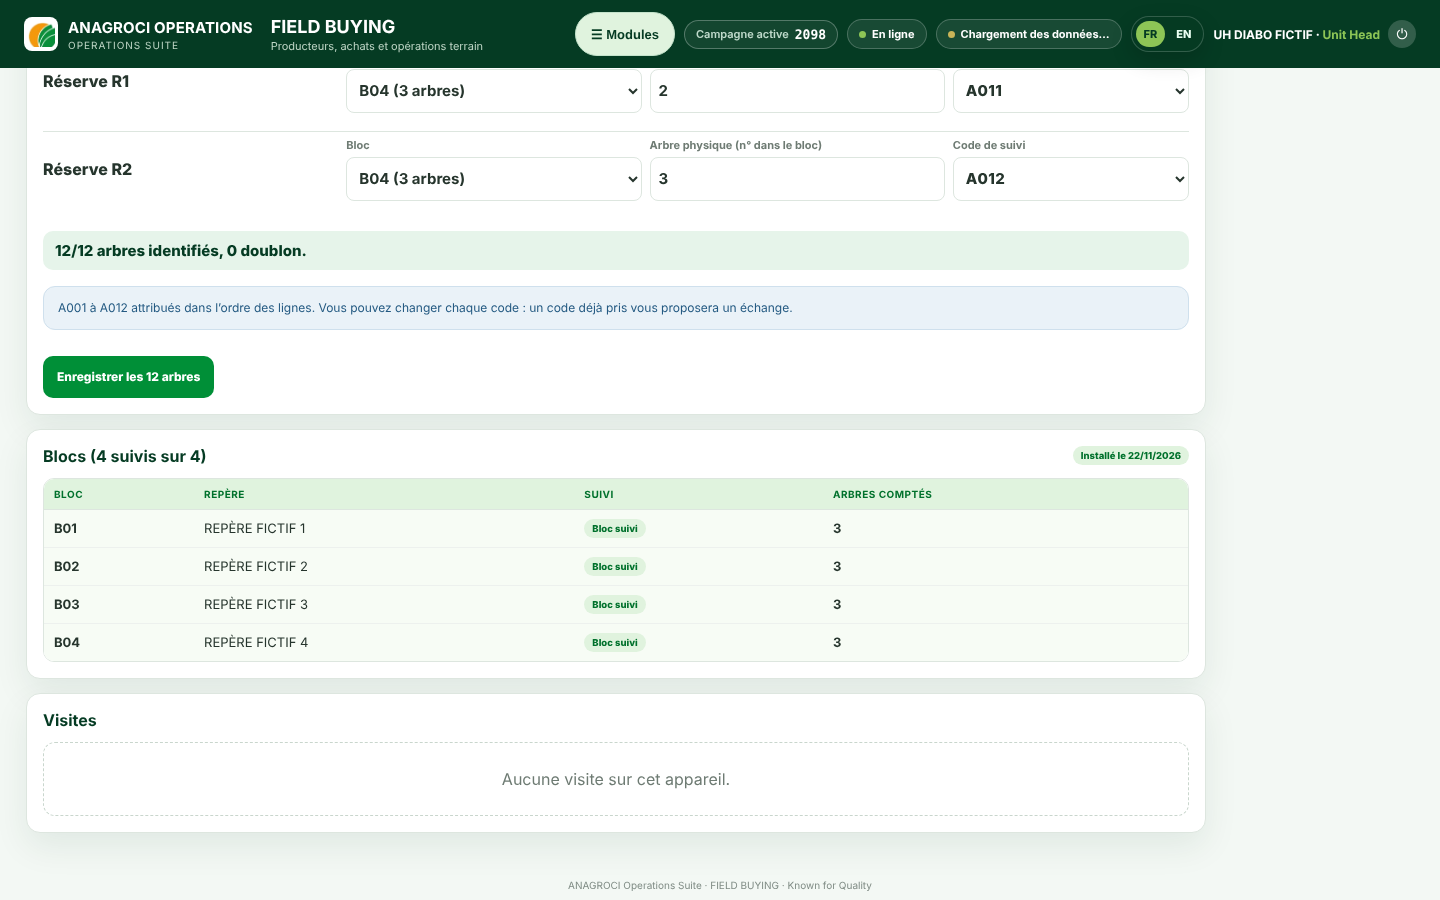 ANAGROCI OPERATIONS
OPERATIONS SUITE
FIELD BUYING
Producteurs, achats et opérations terrain
☰ Modules
Campagne active 2098
En ligne
Chargement des données...
FR EN
UH DIABO FICTIF · Unit Head
Réserve R1
B04 (3 arbres)
2
A011
Bloc
Arbre physique (n° dans le bloc)
Code de suivi
Réserve R2
B04 (3 arbres)
3
A012
12/12 arbres identifiés, 0 doublon.
A001 à A012 attribués dans l’ordre des lignes. Vous pouvez changer chaque code : un code déjà pris vous proposera un échange.
Enregistrer les 12 arbres
Blocs (4 suivis sur 4)
Installé le 22/11/2026
BLOC REPÈRE SUIVI ARBRES COMPTÉS
B01 REPÈRE FICTIF 1 Bloc suivi 3
B02 REPÈRE FICTIF 2 Bloc suivi 3
B03 REPÈRE FICTIF 3 Bloc suivi 3
B04 REPÈRE FICTIF 4 Bloc suivi 3
Visites
Aucune visite sur cet appareil.
ANAGROCI Operations Suite · FIELD BUYING · Known for Quality